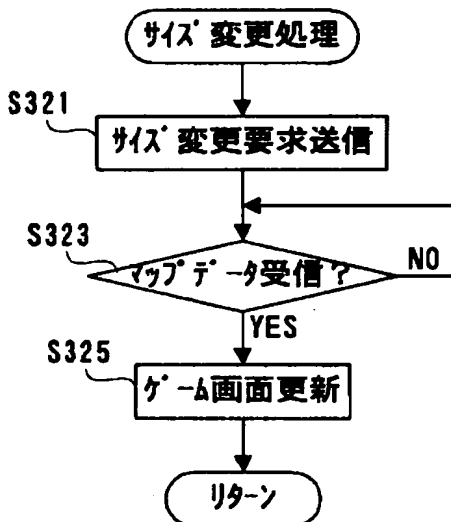 ｻｲｽﾞ変更処理
S321
ｻｲｽﾞ変更要求送信
S323
ﾏｯﾌﾟﾃﾞｰﾀ受信？
NO
YES
S325
ｹﾞｰﾑ画面更新
ﾘﾀｰﾝ